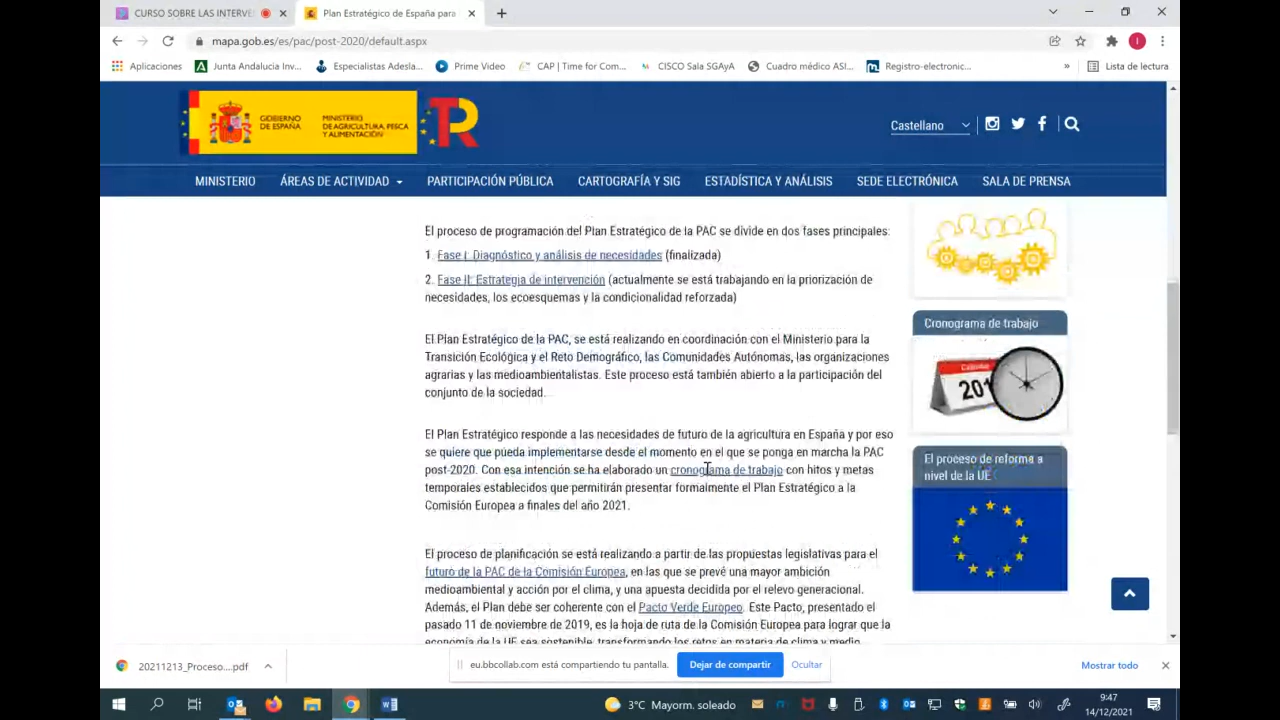 CURSO SOBRE LAS INTERVE
Plan Estratégico de España para
mapa.gob.es/es/pac/post-2020/default.aspx
Aplicaciones
Junta Andalucia Inv...
Especialistas Adesla...
Prime Video
CAP | Time for Com...
CISCO Sala SGAyA
Cuadro médico ASI...
Registro-electronic...
»
Lista de lectura
GOBIERNO DE ESPAÑA
MINISTERIO DE AGRICULTURA, PESCA Y ALIMENTACIÓN
Castellano
MINISTERIO
ÁREAS DE ACTIVIDAD
PARTICIPACIÓN PÚBLICA
CARTOGRAFÍA Y SIG
ESTADÍSTICA Y ANÁLISIS
SEDE ELECTRÓNICA
SALA DE PRENSA
El proceso de programación del Plan Estratégico de la PAC se divide en dos fases principales:
1. Fase I. Diagnóstico y análisis de necesidades (finalizada)
2. Fase II: Estrategia de intervención (actualmente se está trabajando en la priorización de
necesidades, los ecoesquemas y la condicionalidad reforzada)
El Plan Estratégico de la PAC, se está realizando en coordinación con el Ministerio para la
Transición Ecológica y el Reto Demográfico, las Comunidades Autónomas, las organizaciones
agrarias y las medioambientalistas. Este proceso está también abierto a la participación del
conjunto de la sociedad.
El Plan Estratégico responde a las necesidades de futuro de la agricultura en España y por eso
se quiere que pueda implementarse desde el momento en el que se ponga en marcha la PAC
post-2020. Con esa intención se ha elaborado un cronograma de trabajo con hitos y metas
temporales establecidos que permitirán presentar formalmente el Plan Estratégico a la
Comisión Europea a finales del año 2021.
El proceso de planificación se está realizando a partir de las propuestas legislativas para el
futuro de la PAC de la Comisión Europea, en las que se prevé una mayor ambición
medioambiental y acción por el clima, y una apuesta decidida por el relevo generacional.
Además, el Plan debe ser coherente con el Pacto Verde Europeo. Este Pacto, presentado el
pasado 11 de noviembre de 2019, es la hoja de ruta de la Comisión Europea para lograr que la
economía de la UE sea sostenible, transformando los retos en materia de clima y medio
Cronograma de trabajo
Calendar
201
El proceso de reforma a
nivel de la UE
20211213_Proceso....pdf
eu.bbcollab.com está compartiendo tu pantalla.
Dejar de compartir
Ocultar
Mostrar todo
3°C Mayorm. soleado
9:47
14/12/2021